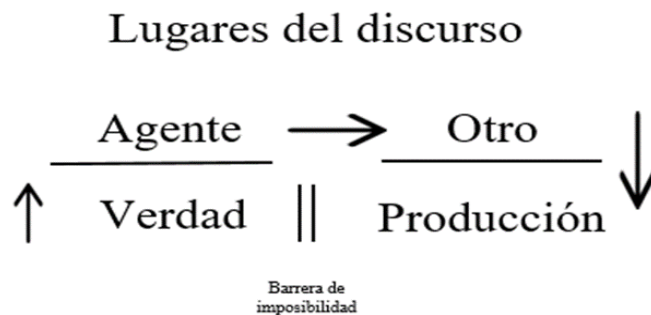 Lugares del discurso
Agente Otro
Verdad || Producción
Barrera de
imposibilidad